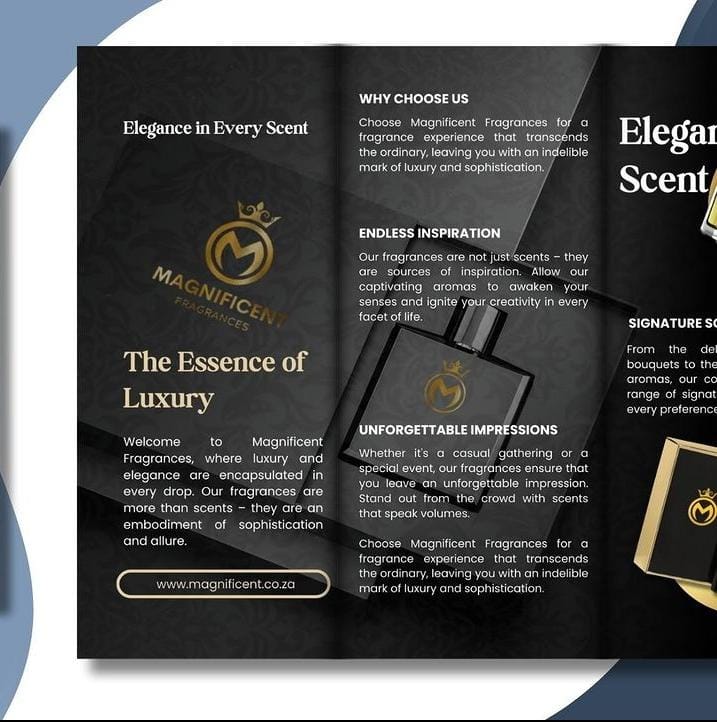 Elegance in Every Scent
MAGNIFICENT
FRAGRANCES
The Essence of
Luxury
Welcome to Magnificent
Fragrances, where luxury and
elegance are encapsulated in
every drop. Our fragrances are
more than scents – they are an
embodiment of sophistication
and allure.
www.magnificent.co.za
WHY CHOOSE US
Choose Magnificent Fragrances for a
fragrance experience that transcends
the ordinary, leaving you with an indelible
mark of luxury and sophistication.
ENDLESS INSPIRATION
Our fragrances are not just scents – they
are sources of inspiration. Allow our
captivating aromas to awaken your
senses and ignite your creativity in every
facet of life.
UNFORGETTABLE IMPRESSIONS
Whether it's a casual gathering or a
special event, our fragrances ensure that
you leave an unforgettable impression.
Stand out from the crowd with scents
that speak volumes.
Choose Magnificent Fragrances for a
fragrance experience that transcends
the ordinary, leaving you with an indelible
mark of luxury and sophistication.
Elegan
Scent
SIGNATURE SC
From the del
bouquets to the
aromas, our co
range of signat
every preference